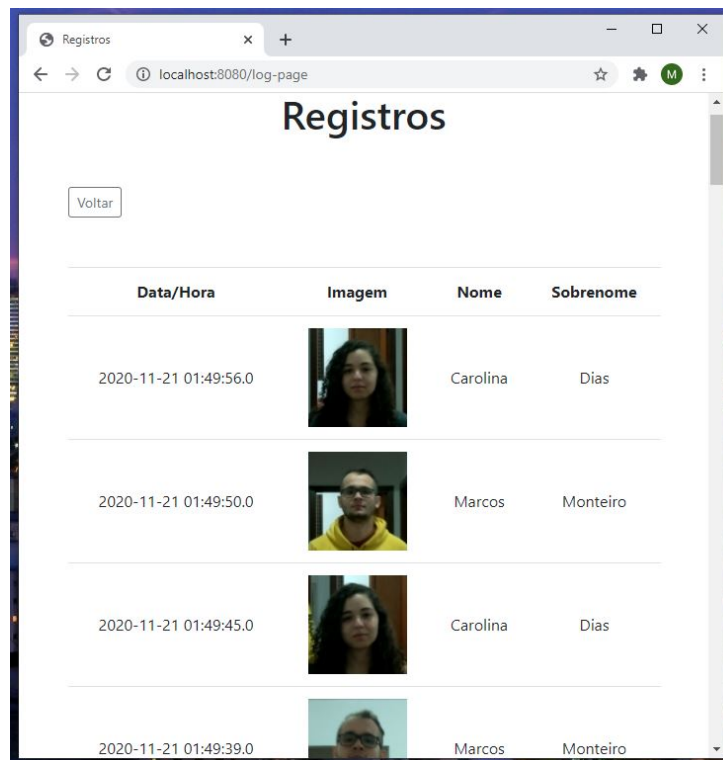 Registros
localhost:8080/log-page
M
Registros
Voltar
Data/Hora Imagem Nome Sobrenome
2020-11-21 01:49:56.0 Carolina Dias
2020-11-21 01:49:50.0 Marcos Monteiro
2020-11-21 01:49:45.0 Carolina Dias
2020-11-21 01:49:39.0 Marcos Monteiro